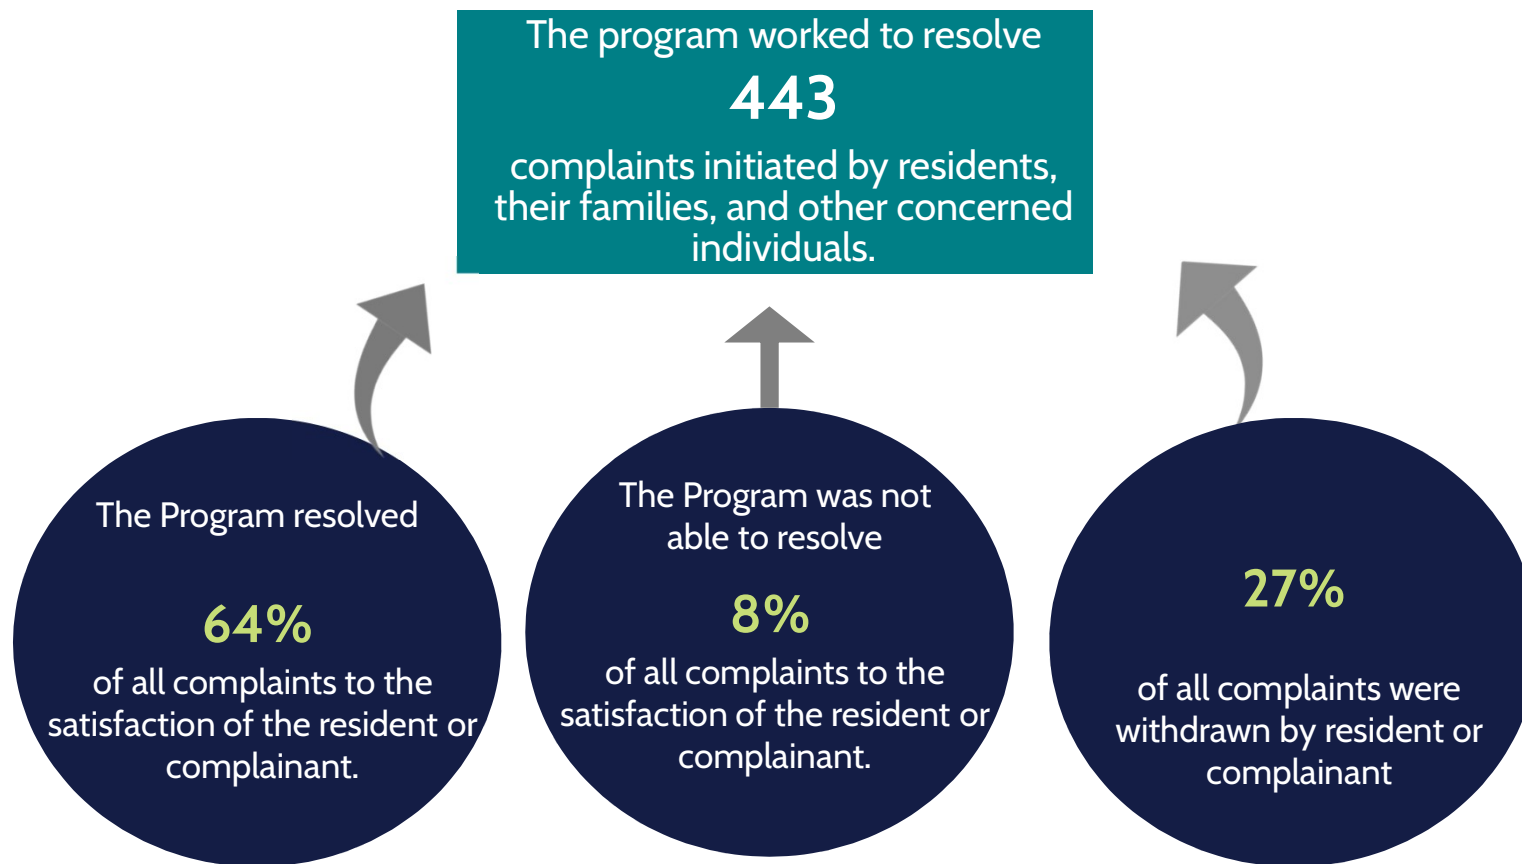 The program worked to resolve
443
complaints initiated by residents,
their families, and other concerned
individuals.
The Program resolved
64%
of all complaints to the
satisfaction of the resident or
complainant.
The Program was not
able to resolve
8%
of all complaints to the
satisfaction of the resident or
complainant.
27%
of all complaints were
withdrawn by resident or
complainant